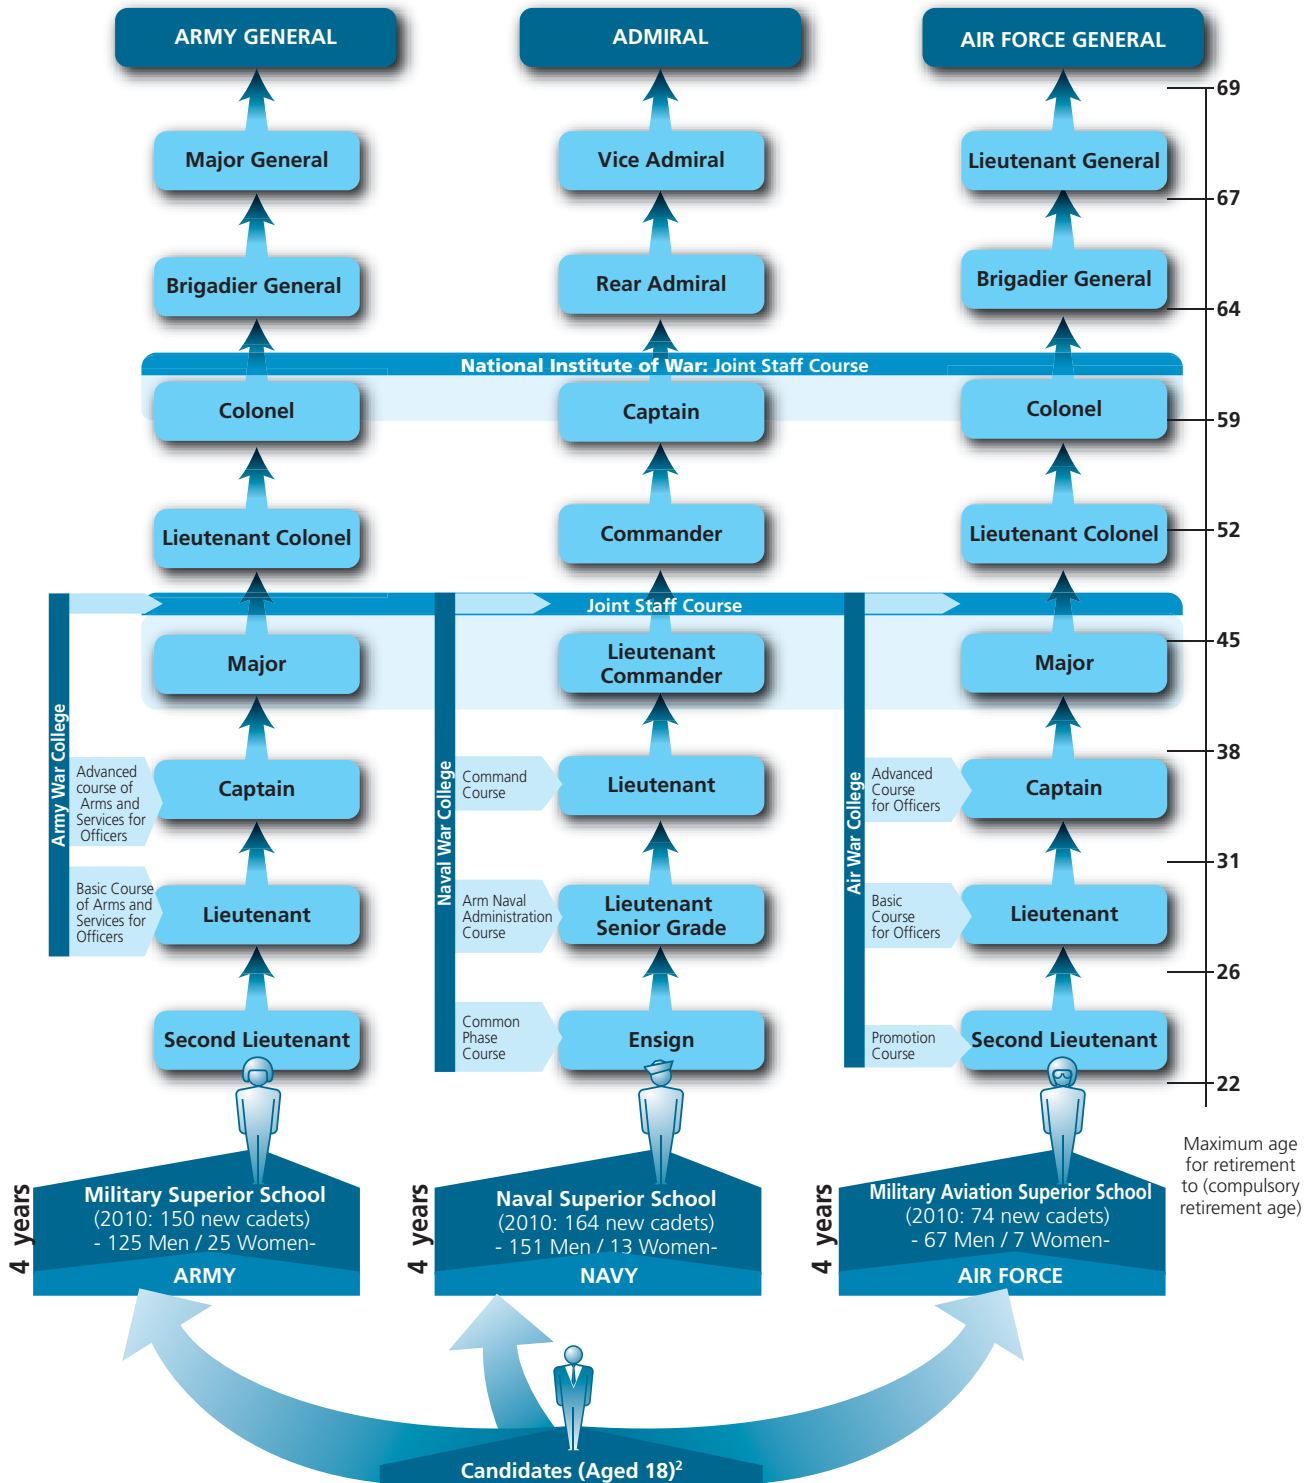 ARMY GENERAL
ADMIRAL
AIR FORCE GENERAL
69
Major General
Vice Admiral
Lieutenant General
67
Brigadier General
Rear Admiral
Brigadier General
64
National Institute of War: Joint Staff Course
Colonel
Captain
Colonel
59
Lieutenant Colonel
Commander
Lieutenant Colonel
52
Joint Staff Course
Major
Lieutenant
Commander
Major
45
Army War College
Naval War College
Air War College
38
Advanced
course of
Arms and
Services for
Officers
Captain
Command
Course
Lieutenant
Advanced
Course
for Officers
Captain
31
Basic Course
of Arms and
Services for
Officers
Lieutenant
Arm Naval
Administration
Course
Lieutenant
Senior Grade
Basic
Course
for Officers
Lieutenant
26
Second Lieutenant
Common
Phase
Course
Ensign
Promotion
Course
Second Lieutenant
22
Maximum age
for retirement
to (compulsory
retirement age)
4 years
Military Superior School
(2010: 150 new cadets)
- 125 Men / 25 Women-
ARMY
4 years
Naval Superior School
(2010: 164 new cadets)
- 151 Men / 13 Women-
NAVY
4 years
Military Aviation Superior School
(2010: 74 new cadets)
- 67 Men / 7 Women-
AIR FORCE
Candidates (Aged 18)²